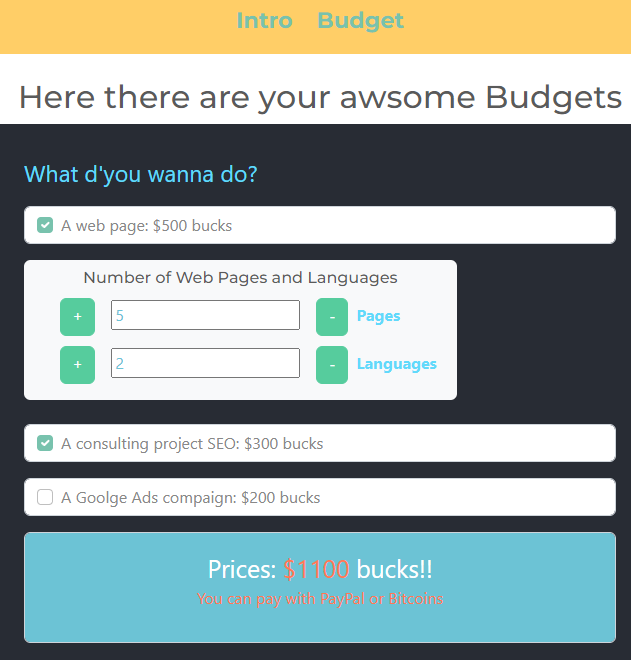 Intro Budget
Here there are your awsome Budgets
What d'you wanna do?
A web page: $500 bucks
Number of Web Pages and Languages
+ 5 - Pages
+ 2 - Languages
A consulting project SEO: $300 bucks
A Goolge Ads compaign: $200 bucks
Prices: $1100 bucks!!
You can pay with PayPal or Bitcoins